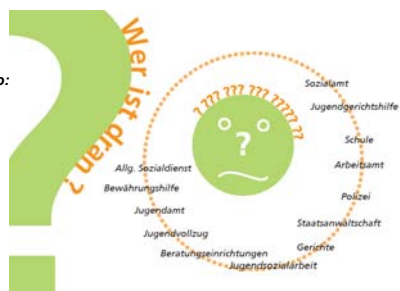 o:
?
Wer ist dran ?
? ??? ??? ??? ????? ??
?
Sozialamt
Jugendgerichtshilfe
Schule
Arbeitsamt
Polizei
Staatsanwaltschaft
Gerichte
Jugendsozialarbeit
Beratungseinrichtungen
Jugendvollzug
Jugendamt
Bewährungshilfe
Allg. Sozialdienst